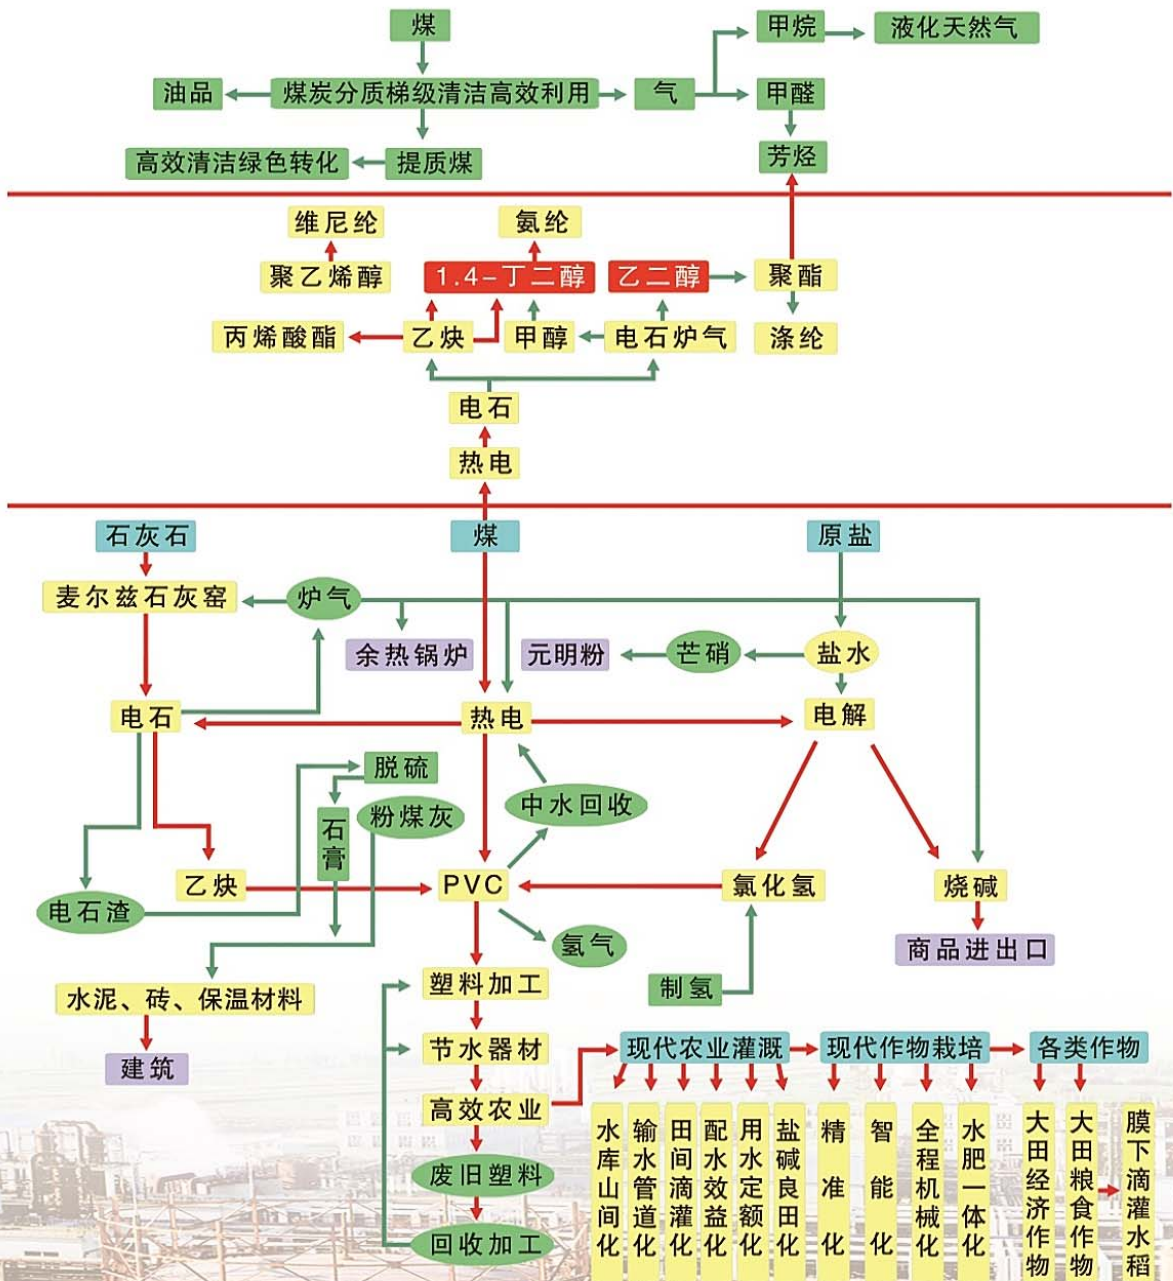 煤
甲烷
液化天然气
油品
煤炭分质梯级清洁高效利用
气
甲醛
高效清洁绿色转化
提质煤
芳烃
维尼纶
氨纶
聚乙烯醇
1.4-丁二醇
乙二醇
聚酯
丙烯酸酯
乙炔
甲醇
电石炉气
涤纶
电石
热电
石灰石
煤
原盐
麦尔兹石灰窑
炉气
余热锅炉
元明粉
芒硝
盐水
电石
热电
电解
脱硫
中水回收
石膏
粉煤灰
乙炔
PVC
氯化氢
烧碱
电石渣
氢气
商品进出口
制氢
塑料加工
水泥、砖、保温材料
节水器材
现代农业灌溉
现代作物栽培
各类作物
建筑
高效农业
废旧塑料
回收加工
水库山间化
输水管道化
田间滴灌化
配水效益化
用水定额化
盐碱良田化
精准化
智能化
全程机械化
水肥一体化
大田经济作物
大田粮食作物
膜下滴灌水稻